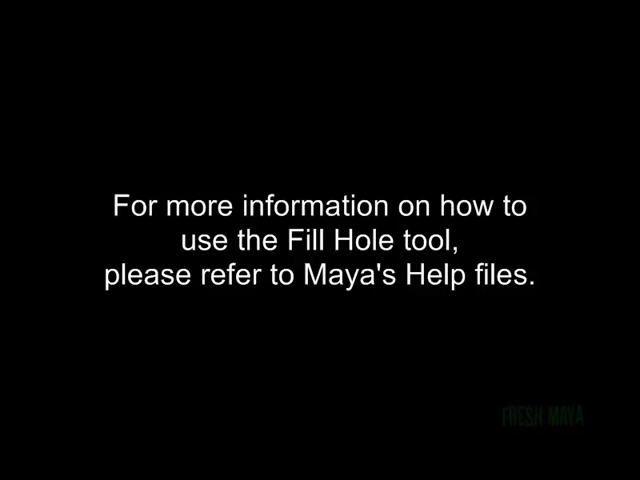 For more information on how to
use the Fill Hole tool,
please refer to Maya's Help files.
FRESH MAYA